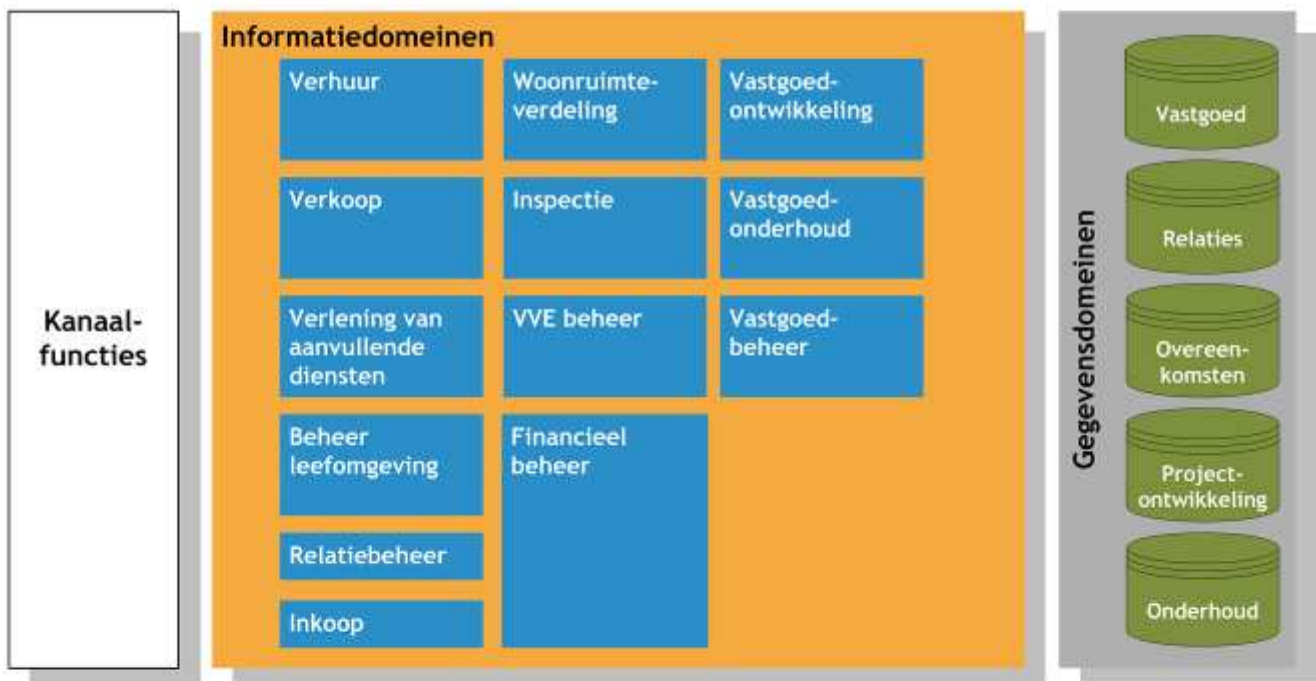 Kanaal-
functies
Informatiedomeinen
Verhuur
Woonruimte-
verdeling
Vastgoed-
ontwikkeling
Verkoop
Inspectie
Vastgoed-
onderhoud
Verlening van
aanvullende
diensten
VVE beheer
Vastgoed-
beheer
Beheer
leefomgeving
Financieel
beheer
Relatiebeheer
Inkoop
Gegevensdomeinen
Vastgoed
Relaties
Overeen-
komsten
Project-
ontwikkeling
Onderhoud